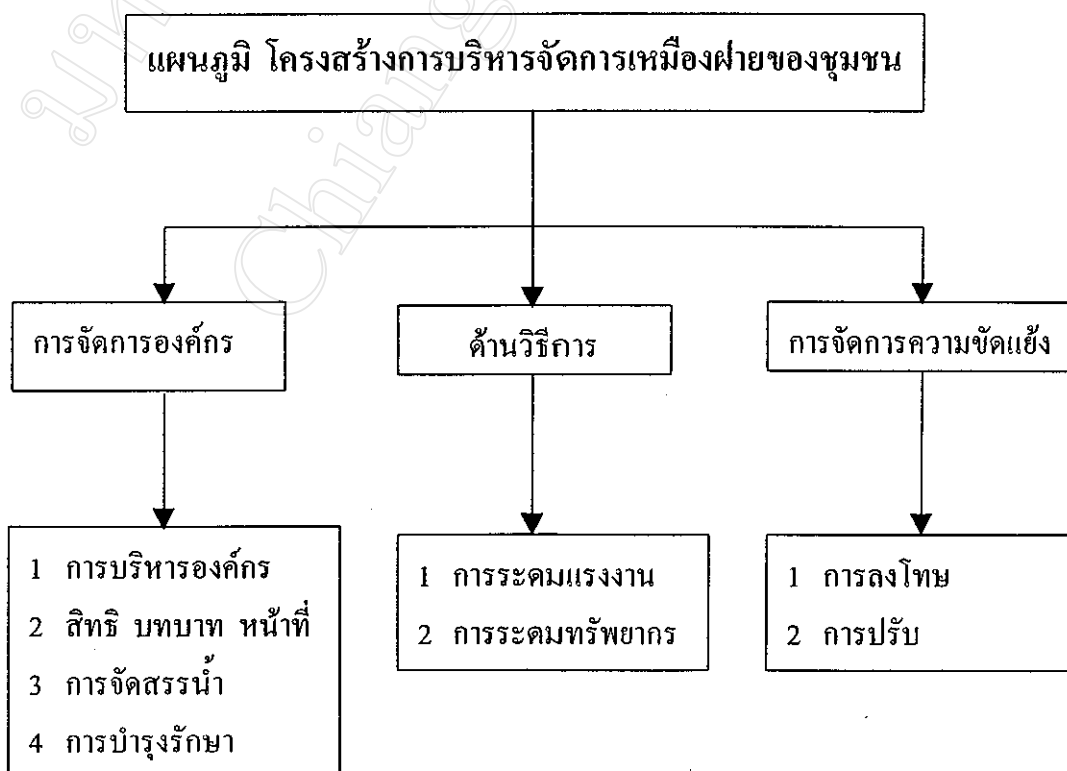 แผนภูมิ โครงสร้างการบริหารจัดการเหมืองฝายของชุมชน
การจัดการองค์กร
ด้านวิธีการ
การจัดการความขัดแย้ง
1 การบริหารองค์กร
2 สิทธิ บทบาท หน้าที่
3 การจัดสรรน้ำ
4 การบำรุงรักษา
1 การระดมแรงงาน
2 การระดมทรัพยากร
1 การลงโทษ
2 การปรับ
Chiang